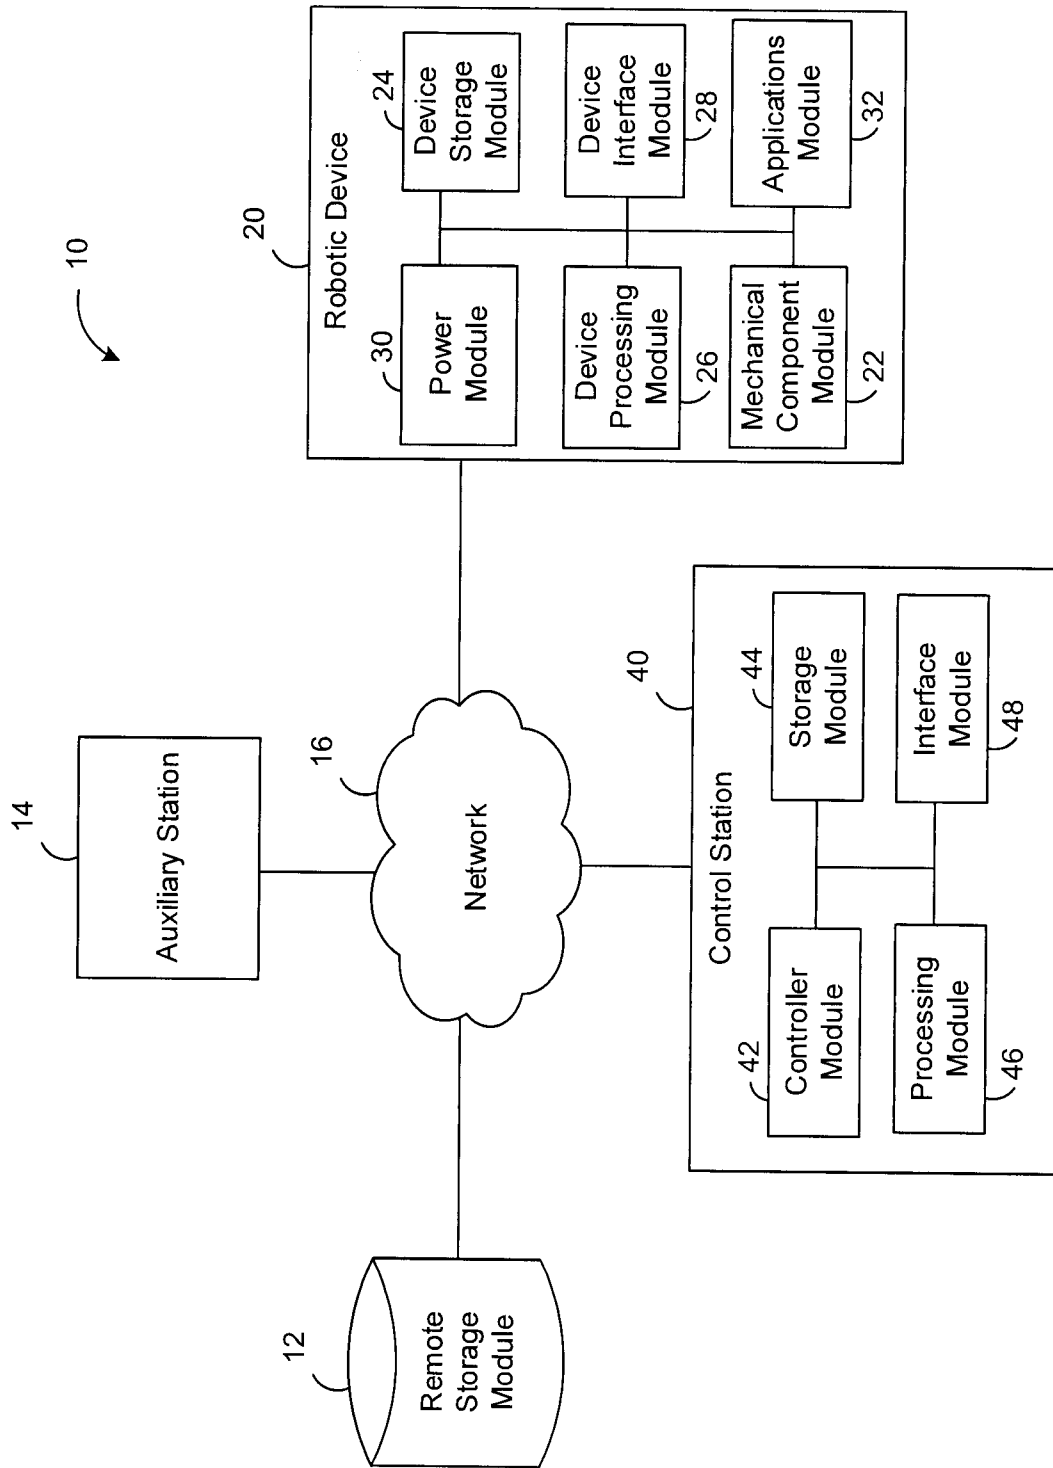 10
14
Auxiliary Station
12
Remote
Storage
Module
16
Network
20
Robotic Device
30
Power
Module
24
Device
Storage
Module
Device
Processing
Module
26
Device
Interface
Module
28
Mechanical
Component
Module
22
Applications
Module
32
40
Control Station
42
Controller
Module
44
Storage
Module
Processing
Module
46
Interface
Module
48